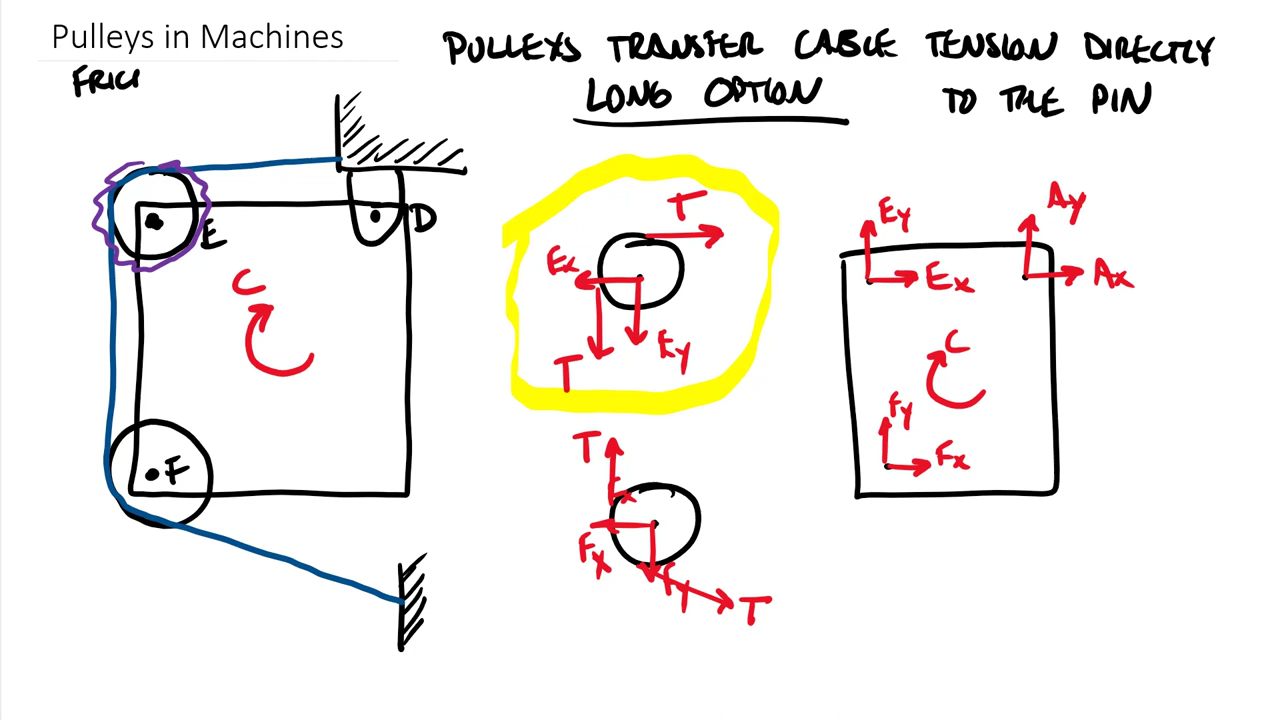 Pulleys in Machines
FRIC
PULLEYS TRANSFER CABLE TENSION DIRECTLY
LONG OPTION
TO THE PIN
E
D
C
F
T
Ex
T
Ey
T
Fx
Fy
T
Ey
Ex
Ay
Ax
C
Fy
Fx